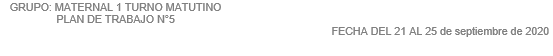 GRUPO: MATERNAL 1 TURNO MATUTINO
PLAN DE TRABAJO N°5
FECHA DEL 21 AL 25 de septiembre de 2020